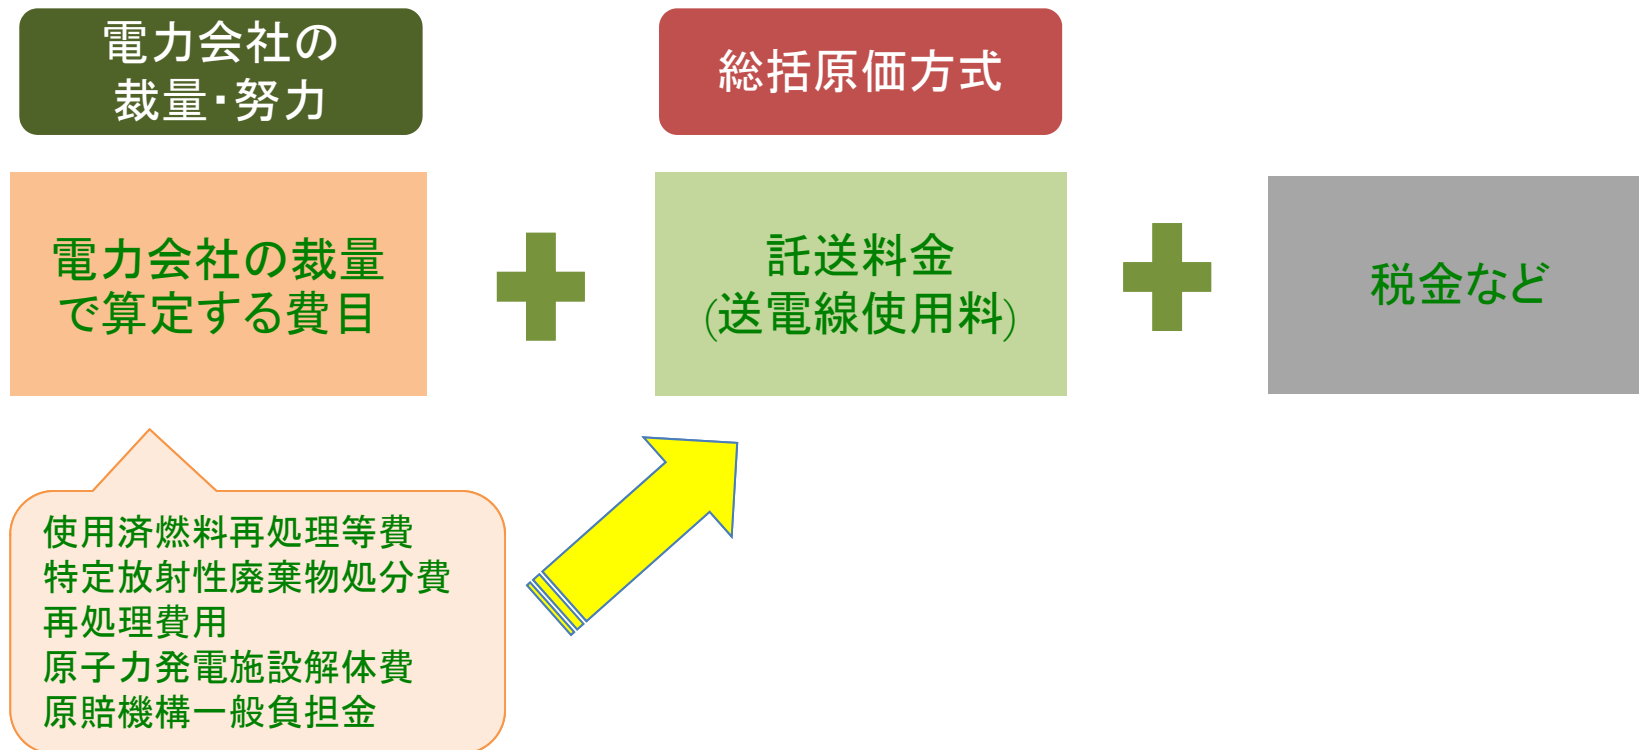 電力会社の
裁量・努力
総括原価方式
電力会社の裁量
で算定する費目
託送料金
(送電線使用料)
税金など
使用済燃料再処理等費
特定放射性廃棄物処分費
再処理費用
原子力発電施設解体費
原賠機構一般負担金